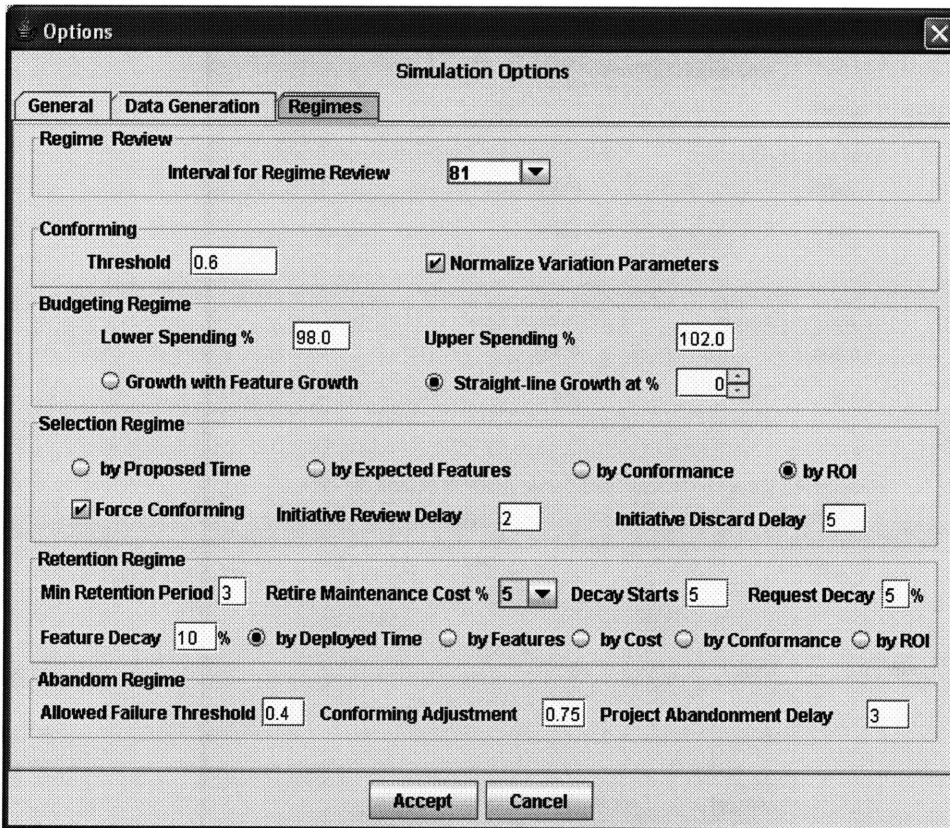 Options
Simulation Options
General Data Generation Regimes
Regime Review
Interval for Regime Review 81
Conforming
Threshold 0.6 Normalize Variation Parameters
Budgeting Regime
Lower Spending % 98.0 Upper Spending % 102.0
Growth with Feature Growth Straight-line Growth at % 0
Selection Regime
by Proposed Time by Expected Features by Conformance by ROI
Force Conforming Initiative Review Delay 2 Initiative Discard Delay 5
Retention Regime
Min Retention Period 3 Retire Maintenance Cost % 5 Decay Starts 5 Request Decay 5 %
Feature Decay 10 % by Deployed Time by Features by Cost by Conformance by ROI
Abandom Regime
Allowed Failure Threshold 0.4 Conforming Adjustment 0.75 Project Abandonment Delay 3
Accept Cancel